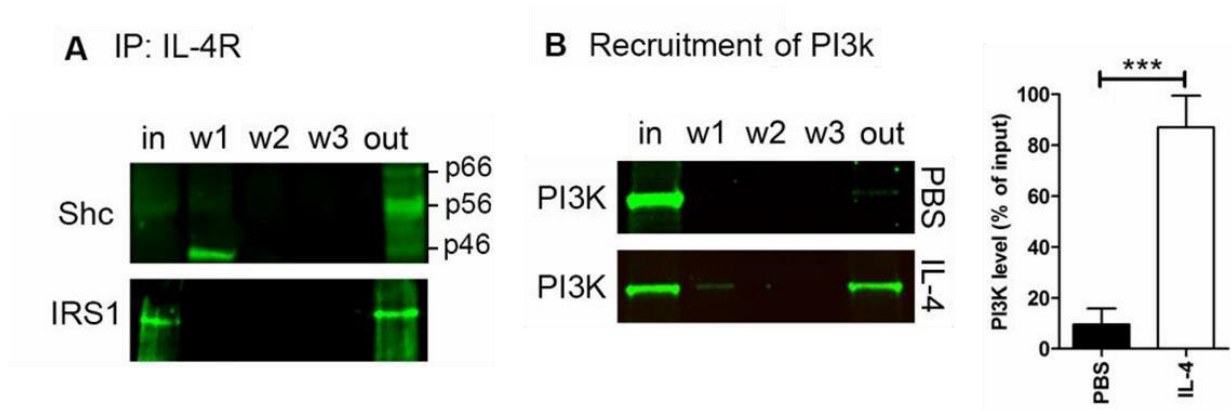 A IP: IL-4R
in w1 w2 w3 out
Shc
p66
p56
p46
IRS1
B Recruitment of PI3k
in w1 w2 w3 out
PI3K
PBS
PI3K
IL-4
***
PI3K level (% of input)
100
80
60
40
20
0
PBS
IL-4